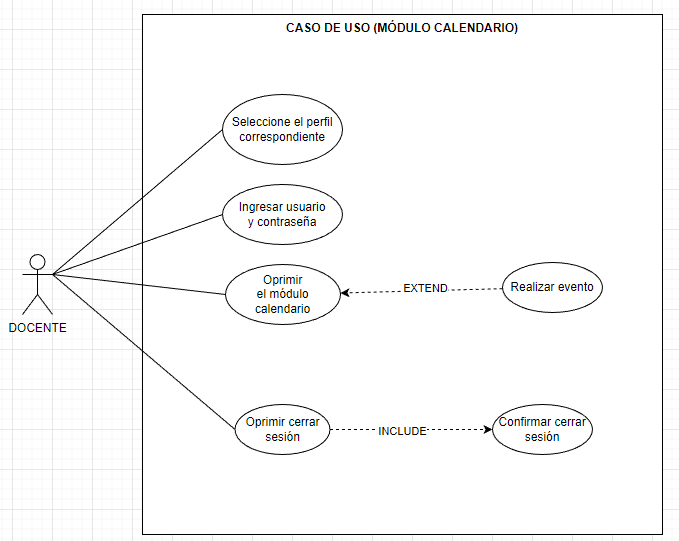 CASO DE USO (MÓDULO CALENDARIO)
Seleccione el perfil
correspondiente
Ingresar usuario
y contraseña
Oprimir
el módulo
calendario
EXTEND
Realizar evento
DOCENTE
Oprimir cerrar
sesión
INCLUDE
Confirmar cerrar
sesión